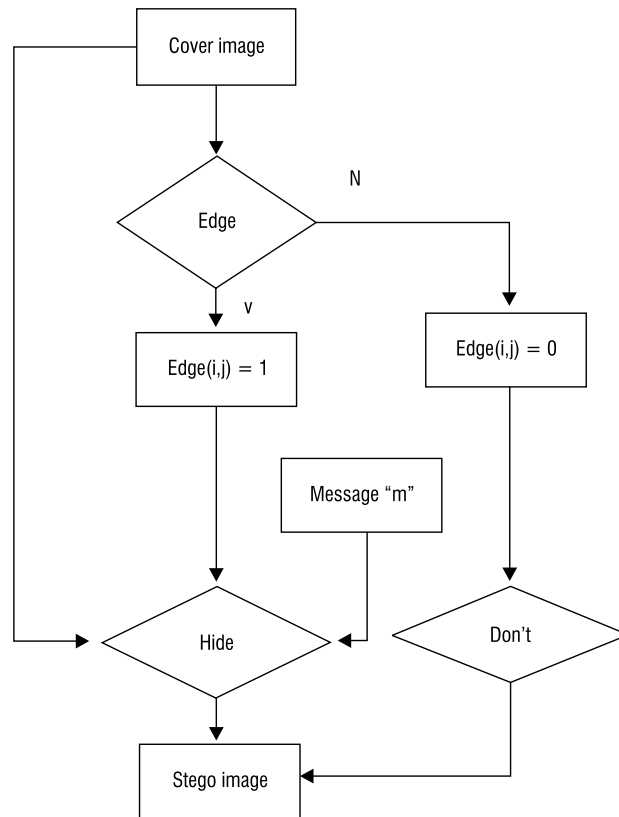 Cover image
N
Edge
v
Edge(i,j) = 1
Edge(i,j) = 0
Message “m”
Hide
Don’t
Stego image